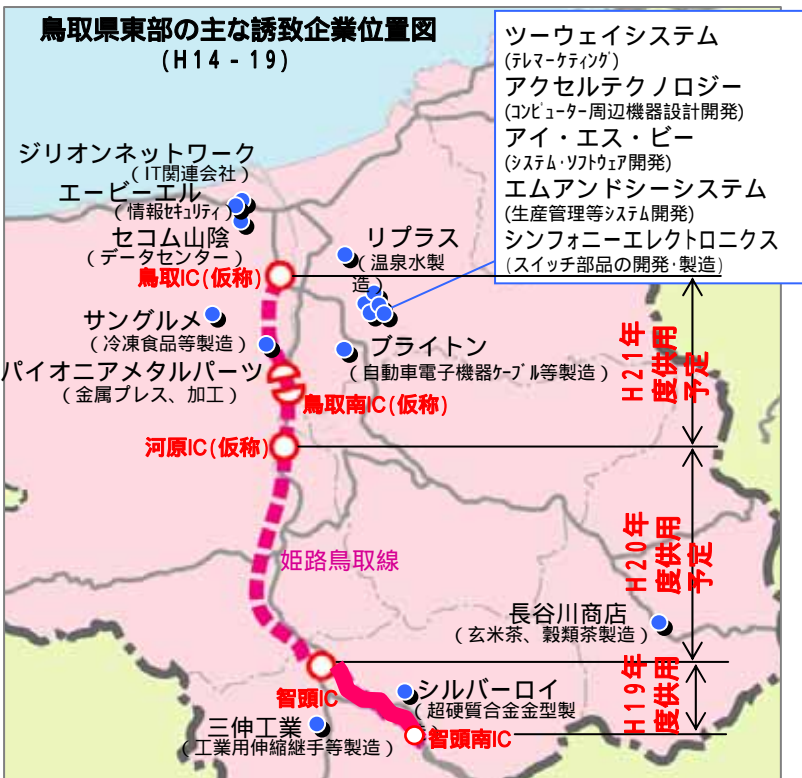 鳥取県東部の主な誘致企業位置図
(H14-19)
ツーウェイシステム
(テレマーケティング)
アクセルテクノロジー
(コンピューター周辺機器設計開発)
アイ・エス・ビー
(システム・ソフトウェア開発)
エムアンドシーシステム
(生産管理等システム開発)
シンフォニーエレクトロニクス
(スイッチ部品の開発・製造)
ジリオンネットワーク
(IT関連会社)
エービーエル
(情報セキュリティ)
セコム山陰
(データセンター)
リプラス
(温泉水製
造)
鳥取IC(仮称)
サングルメ
(冷凍食品等製造)
ブライトン
(自動車電子機器ケーブル等製造)
パイオニアメタルパーツ
(金属プレス、加工)
鳥取南IC(仮称)
河原IC(仮称)
H21年
度供用
予定
姫路鳥取線
H20年
度供用
予定
長谷川商店
(玄米茶、穀類茶製造)
智頭IC
シルバーロイ
(超硬質合金金型製
H19年
度供用
三伸工業
(工業用伸縮継手等製造)
智頭南IC